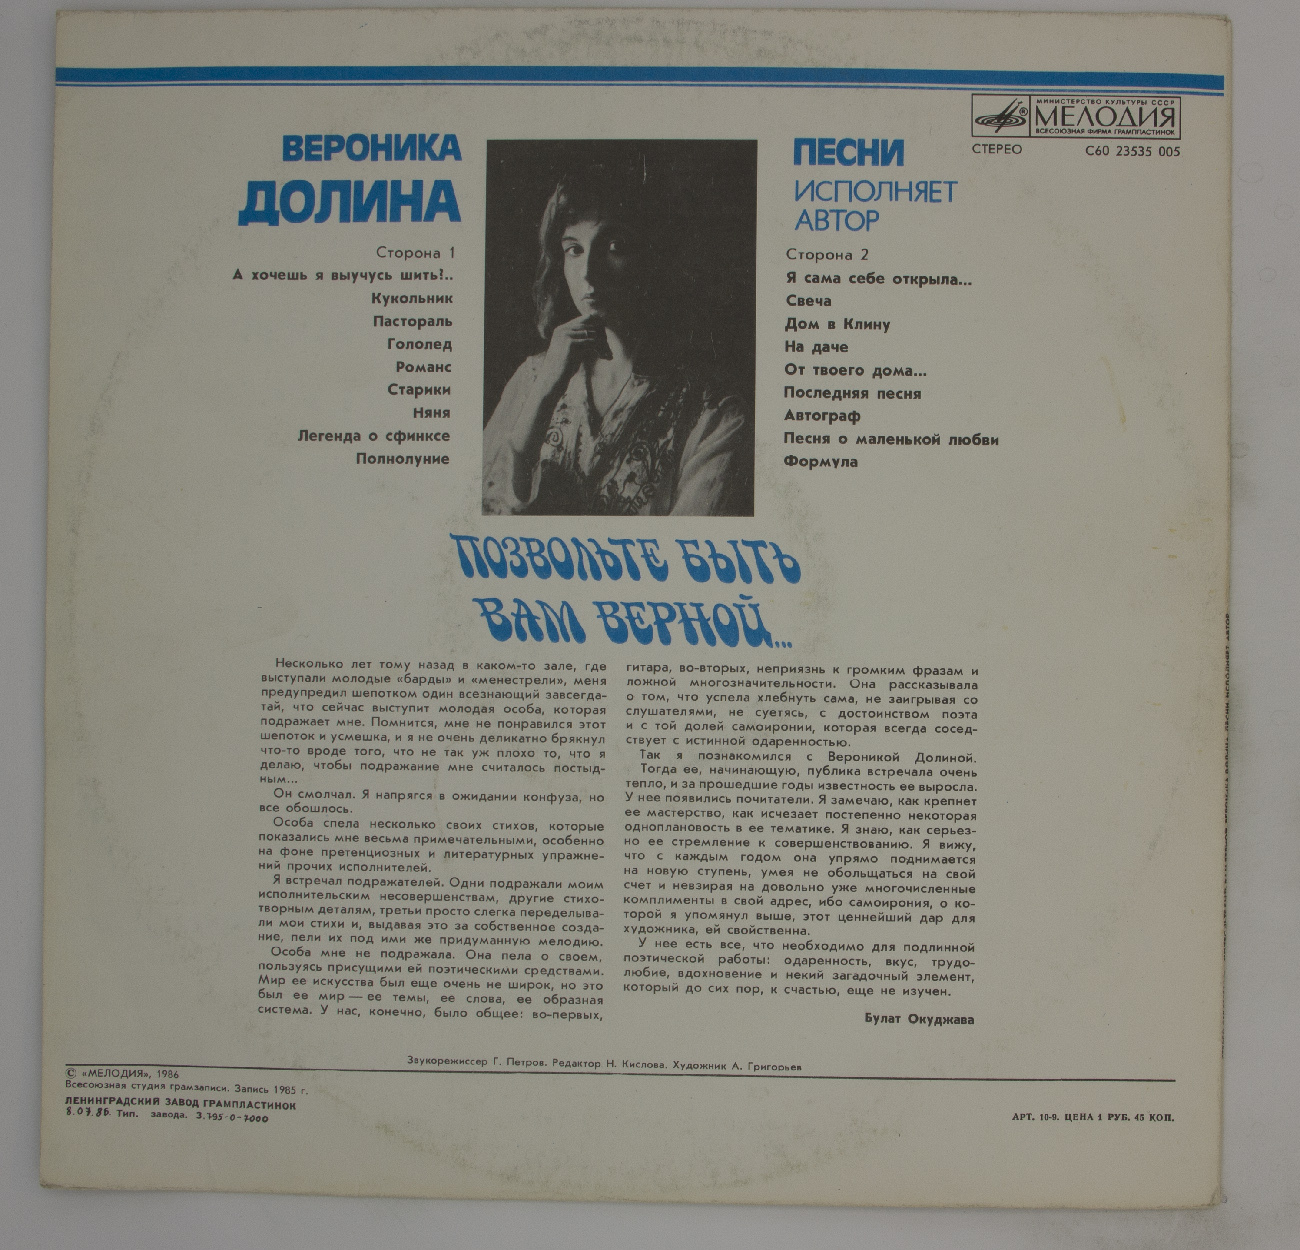 МИНИСТЕРСТВО КУЛЬТУРЫ СССР
МЕЛОДИЯ
ВСЕСОЮЗНАЯ ФИРМА ГРАМПЛАСТИНОК
СТЕРЕО С60 23535 005
ВЕРОНИКА
ДОЛИНА
ПЕСНИ
ИСПОЛНЯЕТ
АВТОР
Сторона 1
А хочешь я выучусь шить?..
Кукольник
Пастораль
Гололед
Романс
Старики
Няня
Легенда о сфинксе
Полнолуние
Сторона 2
Я сама себе открыла...
Свеча
Дом в Клину
На даче
От твоего дома...
Последняя песня
Автограф
Песня о маленькой любви
Формула
ПОЗВОЛЬТЕ БЫТЬ
ВАМ ВЕРНОЙ...
Несколько лет тому назад в каком-то зале, где
выступали молодые «барды» и «менестрели», меня
предупредил шепотком один всезнающий завсегда-
тай, что сейчас выступит молодая особа, которая
подражает мне. Помнится, мне не понравился этот
шепоток и усмешка, и я не очень деликатно брякнул
что-то вроде того, что не так уж плохо то, что я
делаю, чтобы подражание мне считалось постыд-
ным...
Он смолчал. Я напрягся в ожидании конфуза, но
все обошлось.
Особа спела несколько своих стихов, которые
показались мне весьма примечательными, особенно
на фоне претенциозных и литературных упражне-
ний прочих исполнителей.
Я встречал подражателей. Одни подражали моим
исполнительским несовершенствам, другие стихо-
творным деталям, третьи просто слегка переделыва-
ли мои стихи и, выдавая это за собственное созда-
ние, пели их под ими же придуманную мелодию.
Особа мне не подражала. Она пела о своем,
пользуясь присущими ей поэтическими средствами.
Мир ее искусства был еще очень не широк, но это
был ее мир — ее темы, ее слова, ее образная
система. У нас, конечно, было общее: во-первых,
гитара, во-вторых, неприязнь к громким фразам и
ложной многозначительности. Она рассказывала
о том, что успела хлебнуть сама, не заигрывая со
слушателями, не суетясь, с достоинством поэта
и с той долей самоиронии, которая всегда сосед-
ствует с истинной одаренностью.
Так я познакомился с Вероникой Долиной.
Тогда ее, начинающую, публика встречала очень
тепло, и за прошедшие годы известность ее выросла.
У нее появились почитатели. Я замечаю, как крепнет
ее мастерство, как исчезает постепенно некоторая
одноплановость в ее тематике. Я знаю, как серьез-
но ее стремление к совершенствованию. Я вижу,
что с каждым годом она упрямо поднимается
на новую ступень, умея не обольщаться на свой
счет и невзирая на довольно уже многочисленные
комплименты в свой адрес, ибо самоирония, о ко-
торой я упомянул выше, этот ценнейший дар для
художника, ей свойственна.
У нее есть все, что необходимо для подлинной
поэтической работы: одаренность, вкус, трудо-
любие, вдохновение и некий загадочный элемент,
который до сих пор, к счастью, еще не изучен.
Булат Окуджава
Звукорежиссер Г. Петров. Редактор Н. Кислова. Художник А. Григорьев
© «МЕЛОДИЯ», 1986
Всесоюзная студия грамзаписи. Запись 1985 г.
ЛЕНИНГРАДСКИЙ ЗАВОД ГРАМПЛАСТИНОК
8.07.86. Тип. завода. З.795-0-7000
АРТ. 10-9. ЦЕНА 1 РУБ. 45 КОП.